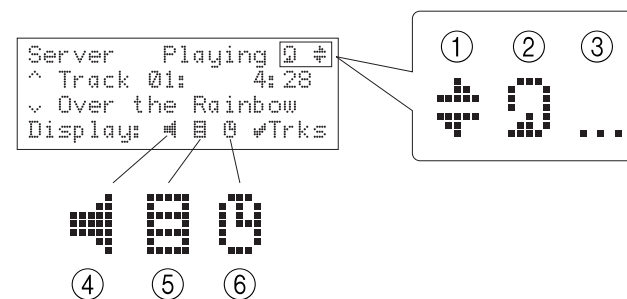 Server Playing
^ Track 01: 4:28
⌄ Over the Rainbow
Display: ✔Trks
① ② ③
...
④ ⑤ ⑥